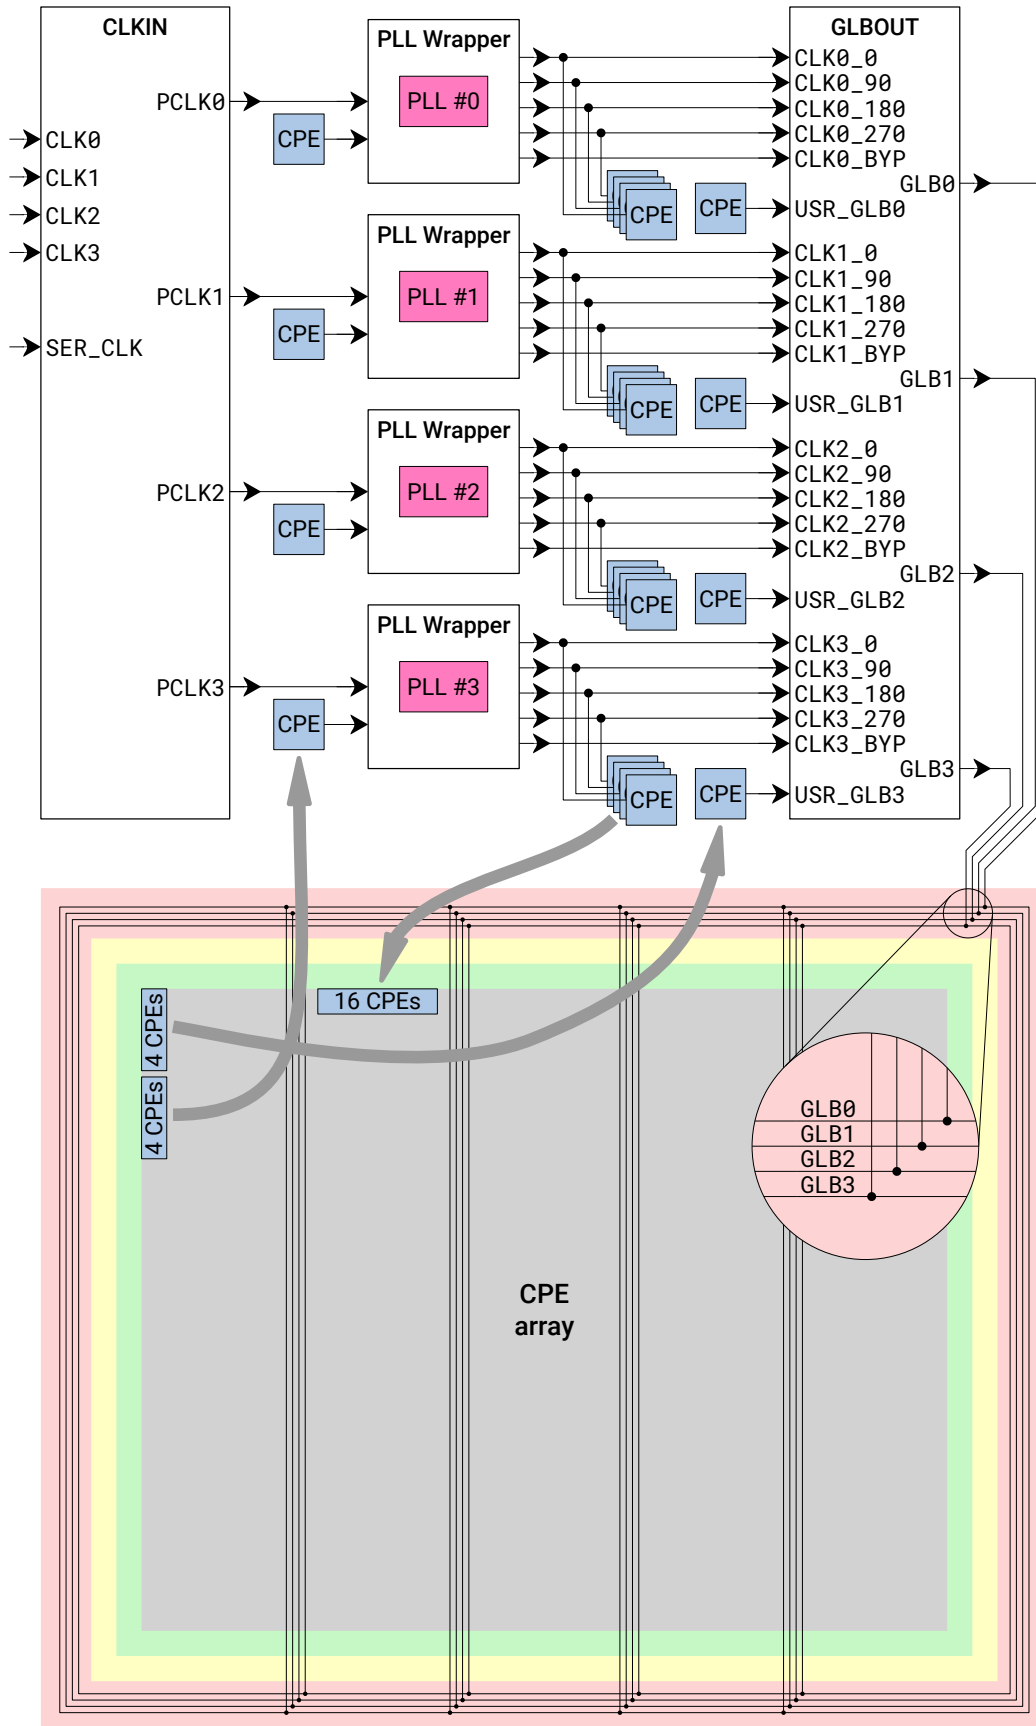 CLKIN
PCLK0
CLK0
CLK1
CLK2
CLK3
PCLK1
SER_CLK
PCLK2
PCLK3
PLL Wrapper
PLL #0
CPE
PLL Wrapper
PLL #1
CPE
PLL Wrapper
PLL #2
CPE
PLL Wrapper
PLL #3
CPE
CPE
CPE
CPE
CPE
CPE
CPE
CPE
CPE
GLBOUT
CLK0_0
CLK0_90
CLK0_180
CLK0_270
CLK0_BYP
GLB0
USR_GLB0
CLK1_0
CLK1_90
CLK1_180
CLK1_270
CLK1_BYP
GLB1
USR_GLB1
CLK2_0
CLK2_90
CLK2_180
CLK2_270
CLK2_BYP
GLB2
USR_GLB2
CLK3_0
CLK3_90
CLK3_180
CLK3_270
CLK3_BYP
GLB3
USR_GLB3
4 CPEs
4 CPEs
16 CPEs
GLB0
GLB1
GLB2
GLB3
CPE
array